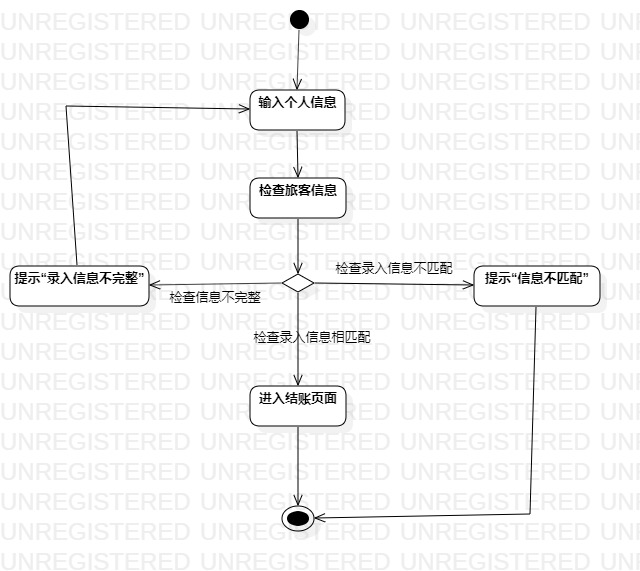 输入个人信息
检查旅客信息
检查录入信息不匹配
提示“录入信息不完整”
提示“信息不匹配”
检查信息不完整
检查录入信息相匹配
进入结账页面
UNREGISTERED